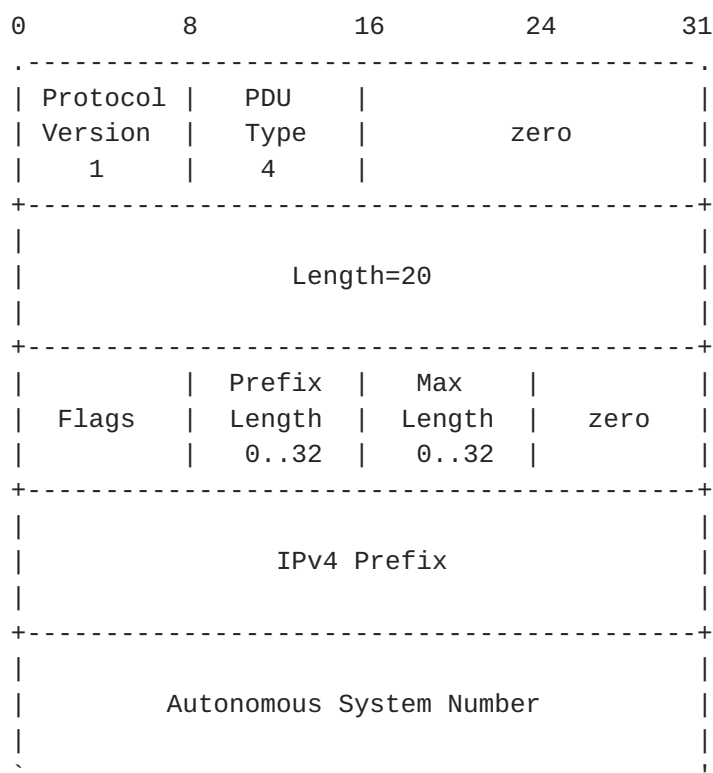 0          8          16         24        31
.-------------------------------------------.
| Protocol |   PDU    |                     |
| Version  |   Type   |         zero        |
|    1     |    4     |                     |
+-------------------------------------------+
|                                           |
|                 Length=20                 |
|                                           |
+-------------------------------------------+
|          |  Prefix  |   Max    |          |
|  Flags   |  Length  |  Length  |   zero   |
|          |   0..32  |   0..32  |          |
+-------------------------------------------+
|                                           |
|                IPv4 Prefix                |
|                                           |
+-------------------------------------------+
|                                           |
|         Autonomous System Number          |
|                                           |
`                                           '